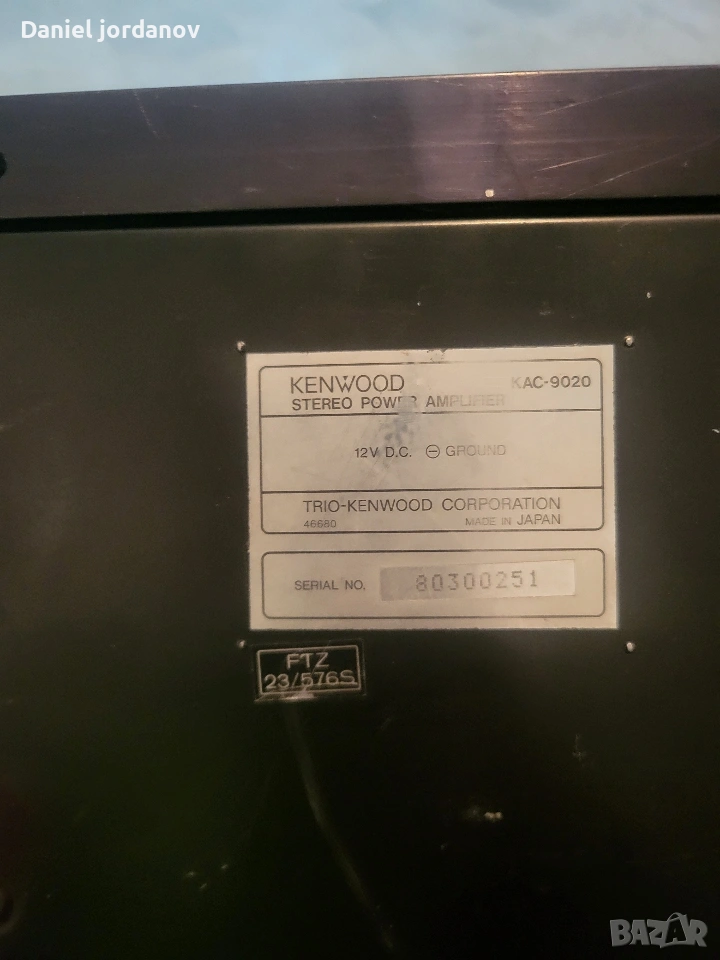 Daniel jordanov
KENWOOD KAC-9020
STEREO POWER AMPLIFIER
12V D.C. ⊖ GROUND
TRIO-KENWOOD CORPORATION
46680 MADE IN JAPAN
SERIAL NO. 80300251
FTZ
23/576S
BAZAR